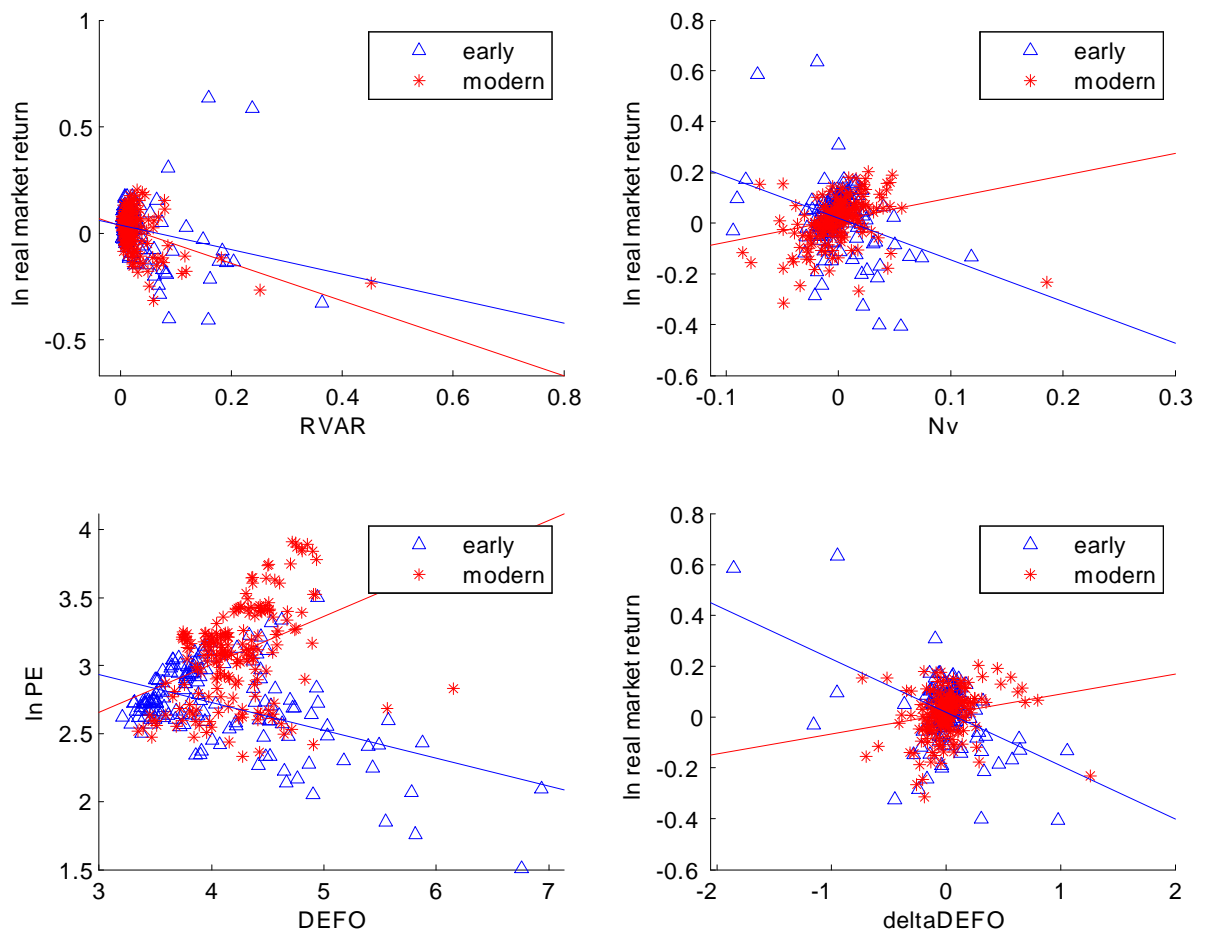 1
0.5
0
-0.5
ln real market return
0
0.2
0.4
0.6
0.8
RVAR
early
modern
0.8
0.6
0.4
0.2
0
-0.2
-0.4
-0.6
ln real market return
-0.1
0
0.1
0.2
0.3
Nv
early
modern
4
3.5
3
2.5
2
1.5
ln PE
3
4
5
6
7
DEFO
early
modern
0.8
0.6
0.4
0.2
0
-0.2
-0.4
-0.6
ln real market return
-2
-1
0
1
2
deltaDEFO
early
modern